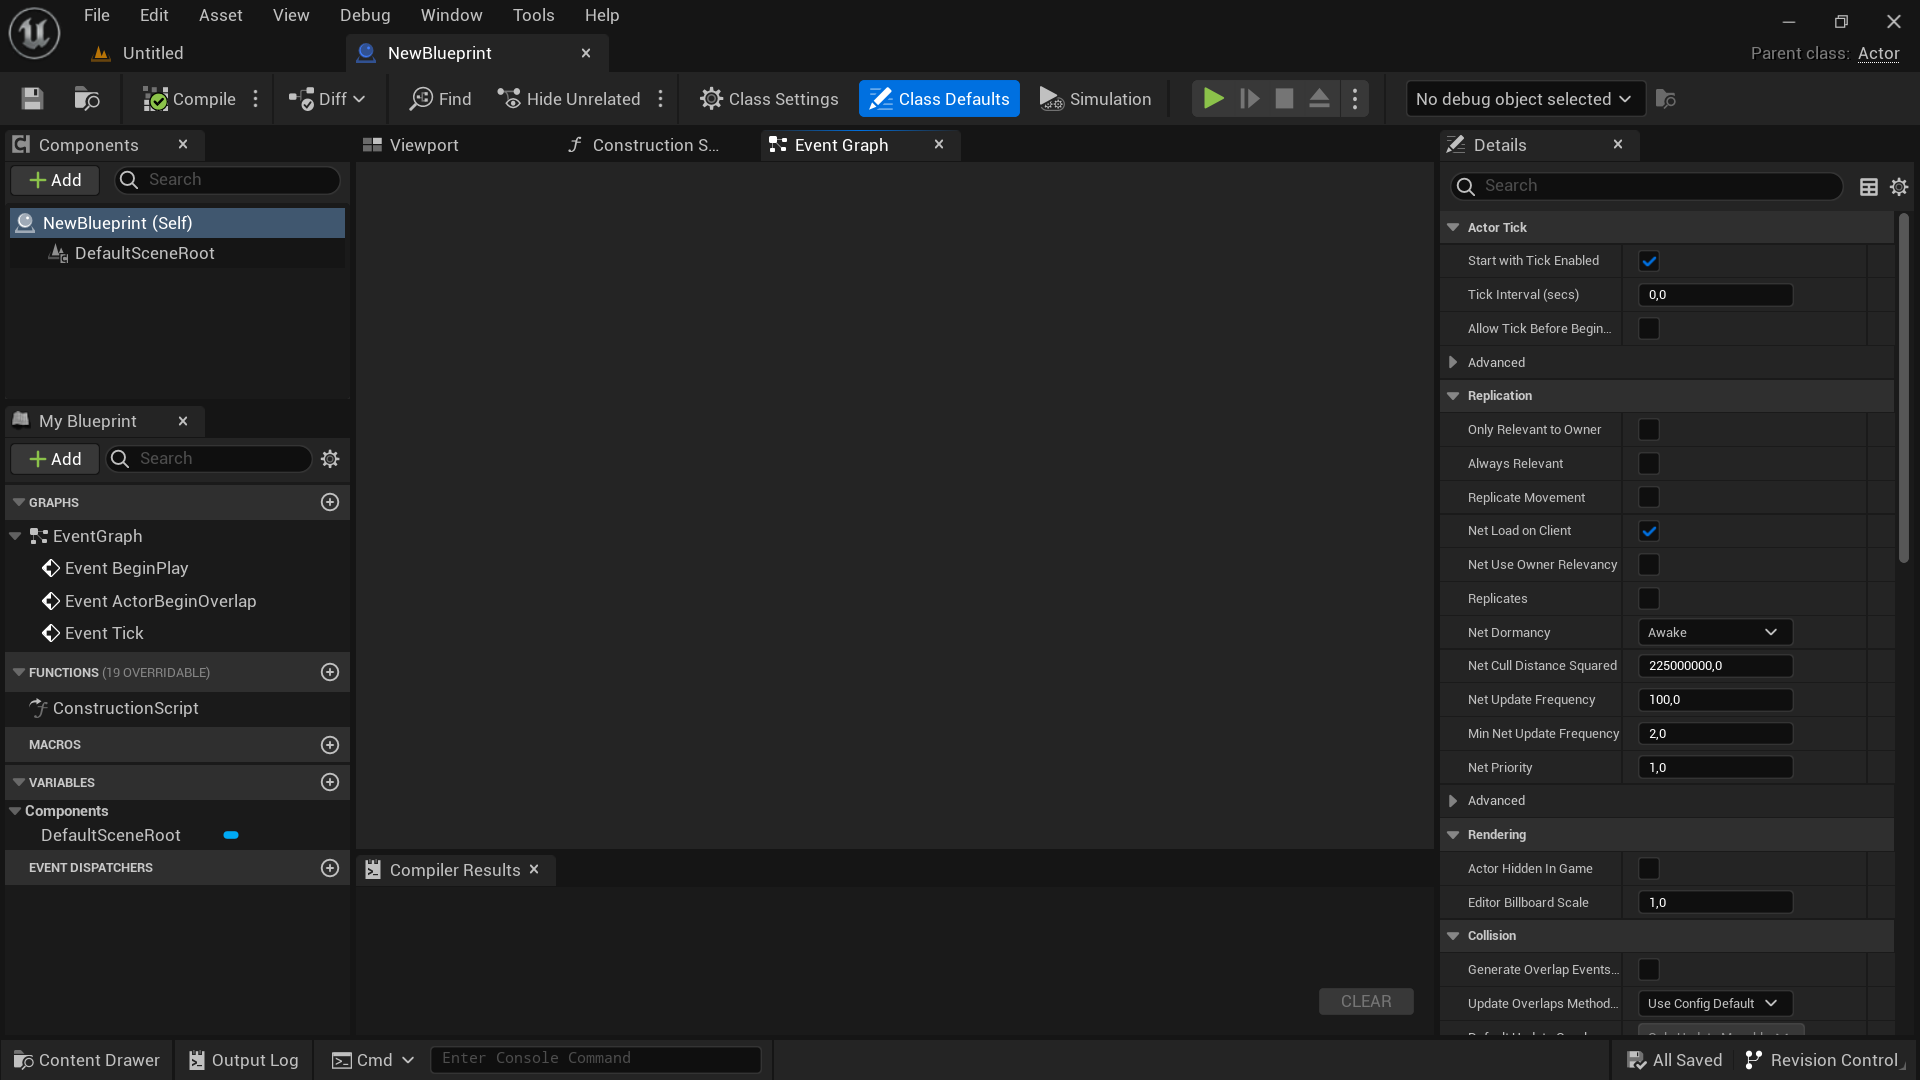 File Edit Asset View Debug Window Tools Help
Untitled
NewBlueprint
Parent class: Actor
Compile
Diff
Find
Hide Unrelated
Class Settings
Class Defaults
Simulation
No debug object selected
Components
Add
Search
NewBlueprint (Self)
DefaultSceneRoot
My Blueprint
Add
Search
GRAPHS
EventGraph
Event BeginPlay
Event ActorBeginOverlap
Event Tick
FUNCTIONS (19 OVERRIDABLE)
ConstructionScript
MACROS
VARIABLES
Components
DefaultSceneRoot
EVENT DISPATCHERS
Viewport
Construction S...
Event Graph
Compiler Results
CLEAR
Details
Search
Actor Tick
Start with Tick Enabled
Tick Interval (secs) 0,0
Allow Tick Before Begin...
Advanced
Replication
Only Relevant to Owner
Always Relevant
Replicate Movement
Net Load on Client
Net Use Owner Relevancy
Replicates
Net Dormancy Awake
Net Cull Distance Squared 225000000,0
Net Update Frequency 100,0
Min Net Update Frequency 2,0
Net Priority 1,0
Advanced
Rendering
Actor Hidden In Game
Editor Billboard Scale 1,0
Collision
Generate Overlap Events...
Update Overlaps Method... Use Config Default
Content Drawer
Output Log
Cmd
Enter Console Command
All Saved
Revision Control